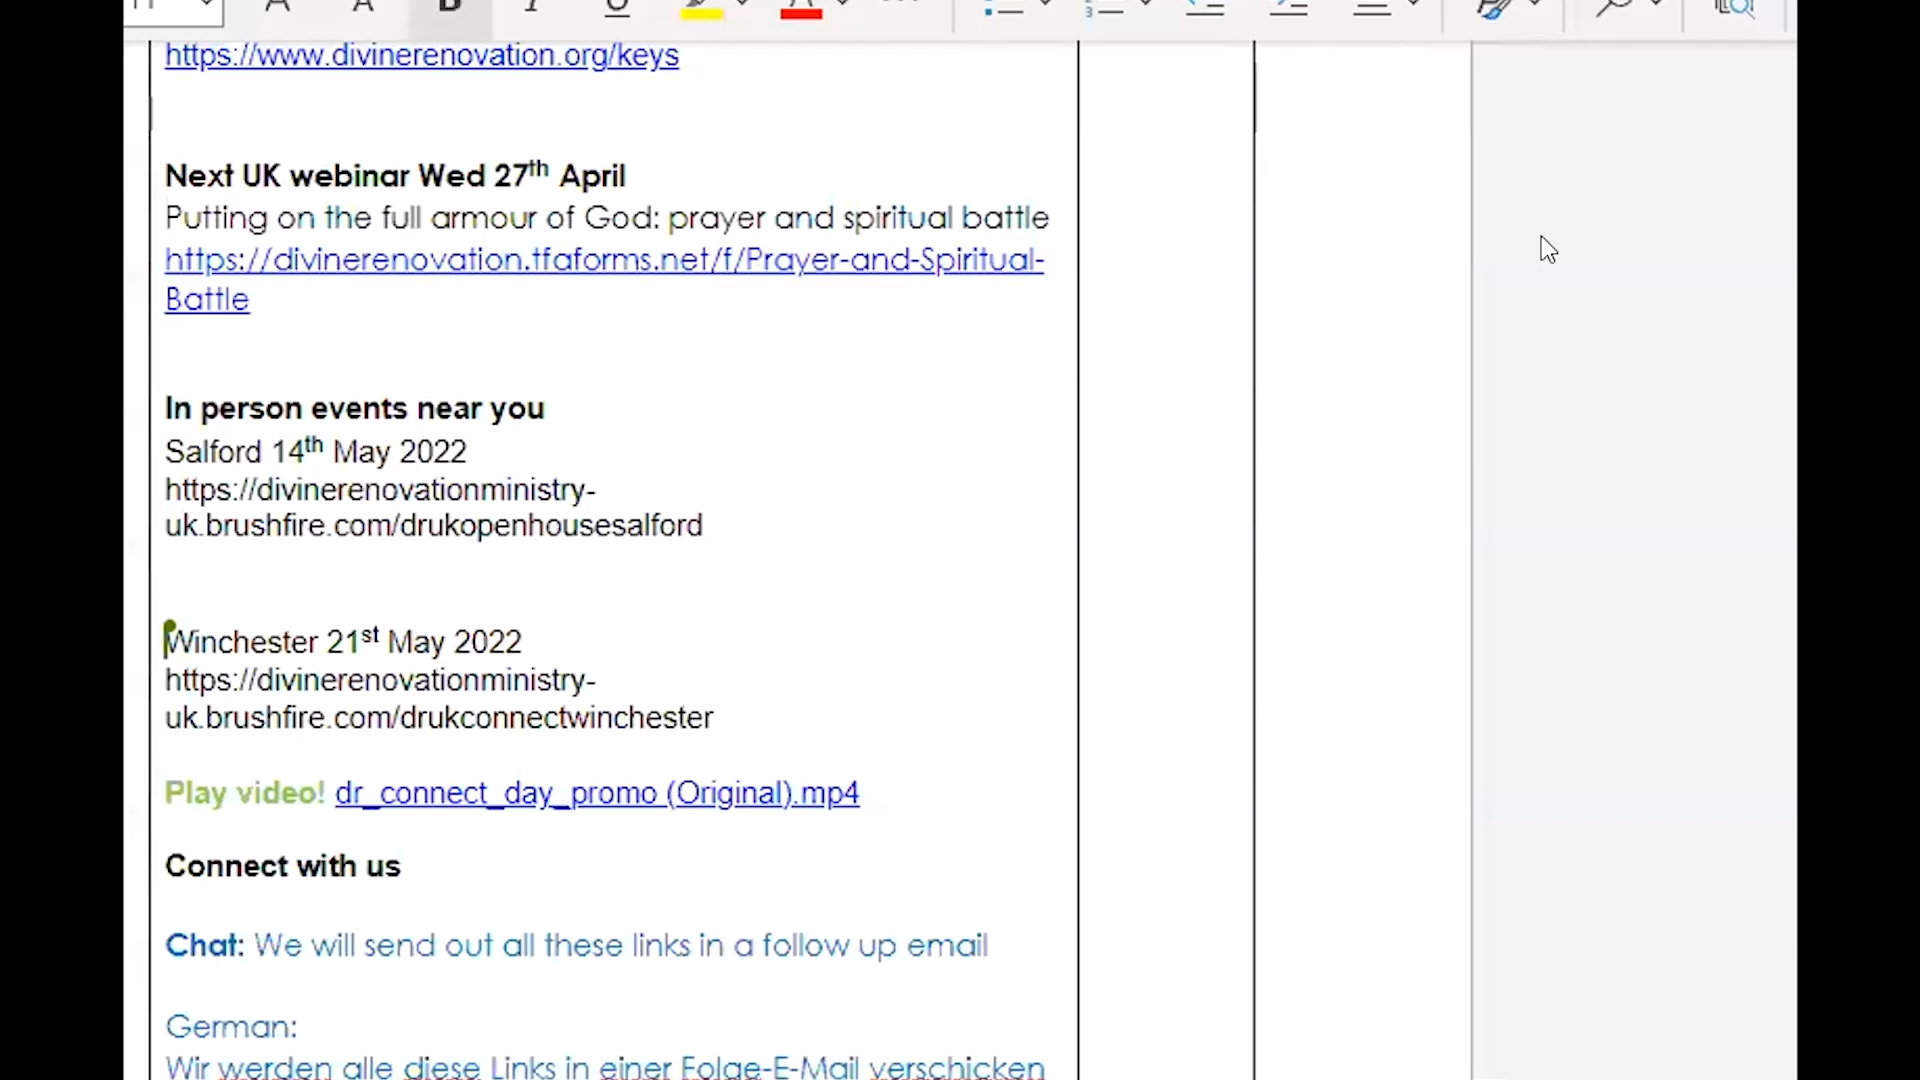 https://www.divinerenovation.org/keys
Next UK webinar Wed 27th April
Putting on the full armour of God: prayer and spiritual battle
https://divinerenovation.tfaforms.net/f/Prayer-and-Spiritual-
Battle
In person events near you
Salford 14th May 2022
https://divinerenovationministry-
uk.brushfire.com/drukopenhousesalford
Winchester 21st May 2022
https://divinerenovationministry-
uk.brushfire.com/drukconnectwinchester
Play video! dr_connect_day_promo (Original).mp4
Connect with us
Chat: We will send out all these links in a follow up email
German:
Wir werden alle diese Links in einer Folge-E-Mail verschicken